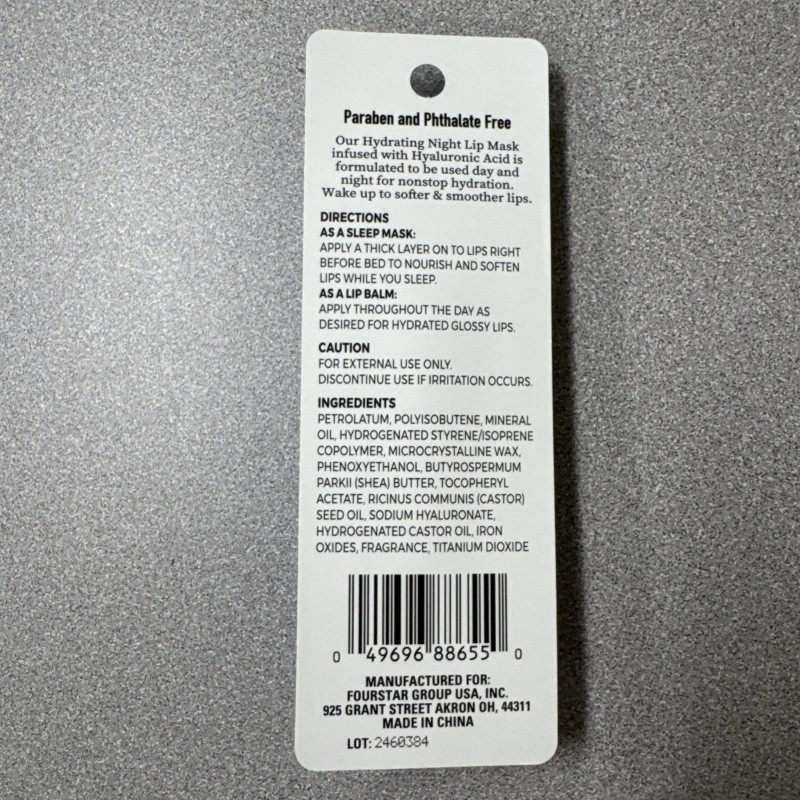 Paraben and Phthalate Free
Our Hydrating Night Lip Mask
infused with Hyaluronic Acid is
formulated to be used day and
night for nonstop hydration.
Wake up to softer & smoother lips.
DIRECTIONS
AS A SLEEP MASK:
APPLY A THICK LAYER ON TO LIPS RIGHT
BEFORE BED TO NOURISH AND SOFTEN
LIPS WHILE YOU SLEEP.
AS A LIP BALM:
APPLY THROUGHOUT THE DAY AS
DESIRED FOR HYDRATED GLOSSY LIPS.
CAUTION
FOR EXTERNAL USE ONLY.
DISCONTINUE USE IF IRRITATION OCCURS.
INGREDIENTS
PETROLATUM, POLYISOBUTENE, MINERAL
OIL, HYDROGENATED STYRENE/ISOPRENE
COPOLYMER, MICROCRYSTALLINE WAX,
PHENOXYETHANOL, BUTYROSPERMUM
PARKII (SHEA) BUTTER, TOCOPHERYL
ACETATE, RICINUS COMMUNIS (CASTOR)
SEED OIL, SODIUM HYALURONATE,
HYDROGENATED CASTOR OIL, IRON
OXIDES, FRAGRANCE, TITANIUM DIOXIDE
0 49696 88655 0
MANUFACTURED FOR:
FOURSTAR GROUP USA, INC.
925 GRANT STREET AKRON OH, 44311
MADE IN CHINA
LOT: 2460384